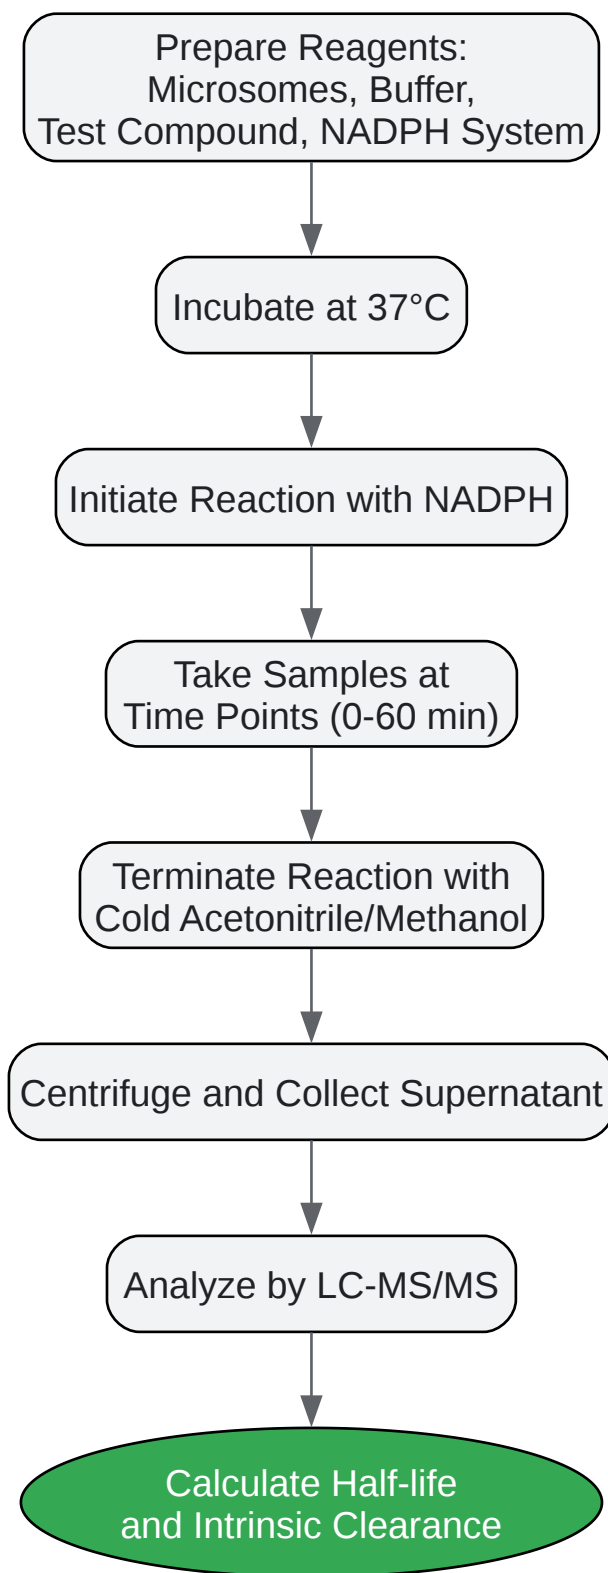 Prepare Reagents:
Microsomes, Buffer,
Test Compound, NADPH System
Incubate at 37°C
Initiate Reaction with NADPH
Take Samples at
Time Points (0-60 min)
Terminate Reaction with
Cold Acetonitrile/Methanol
Centrifuge and Collect Supernatant
Analyze by LC-MS/MS
Calculate Half-life
and Intrinsic Clearance